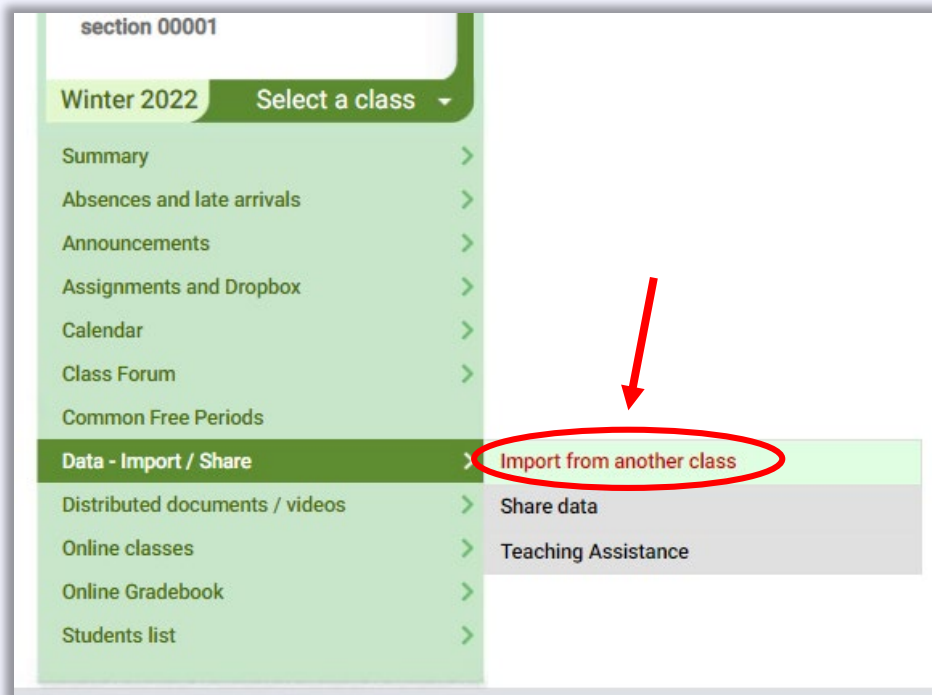 section 00001
Winter 2022 Select a class
Summary
Absences and late arrivals
Announcements
Assignments and Dropbox
Calendar
Class Forum
Common Free Periods
Data - Import / Share
Import from another class
Distributed documents / videos
Share data
Online classes
Teaching Assistance
Online Gradebook
Students list